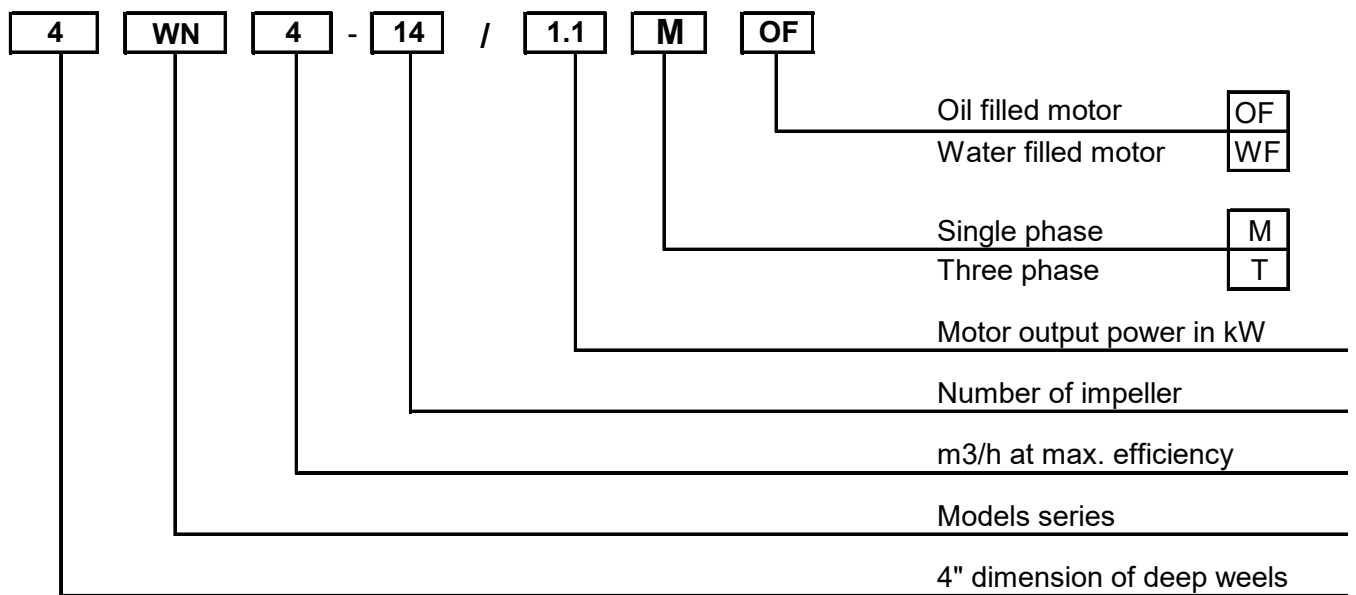 4 WN 4 - 14 / 1.1 M OF
Oil filled motor OF
Water filled motor WF
Single phase M
Three phase T
Motor output power in kW
Number of impeller
m3/h at max. efficiency
Models series
4" dimension of deep weels